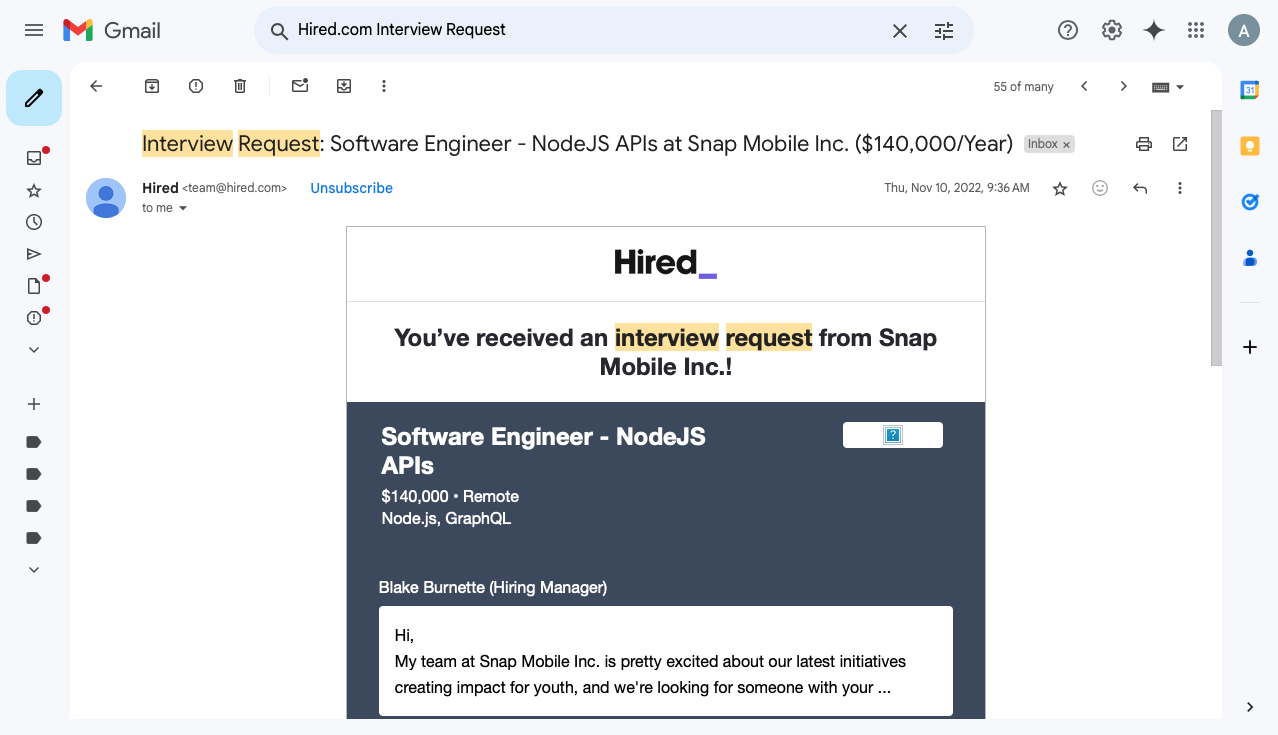 Gmail
Hired.com Interview Request
A
55 of many
31
Interview Request: Software Engineer - NodeJS APIs at Snap Mobile Inc. ($140,000/Year)
Inbox ×
Hired <team@hired.com>
Unsubscribe
Thu, Nov 10, 2022, 9:36 AM
to me
Hired_
You’ve received an interview request from Snap
Mobile Inc.!
Software Engineer - NodeJS
APIs
$140,000 • Remote
Node.js, GraphQL
Blake Burnette (Hiring Manager)
Hi,
My team at Snap Mobile Inc. is pretty excited about our latest initiatives
creating impact for youth, and we're looking for someone with your ...